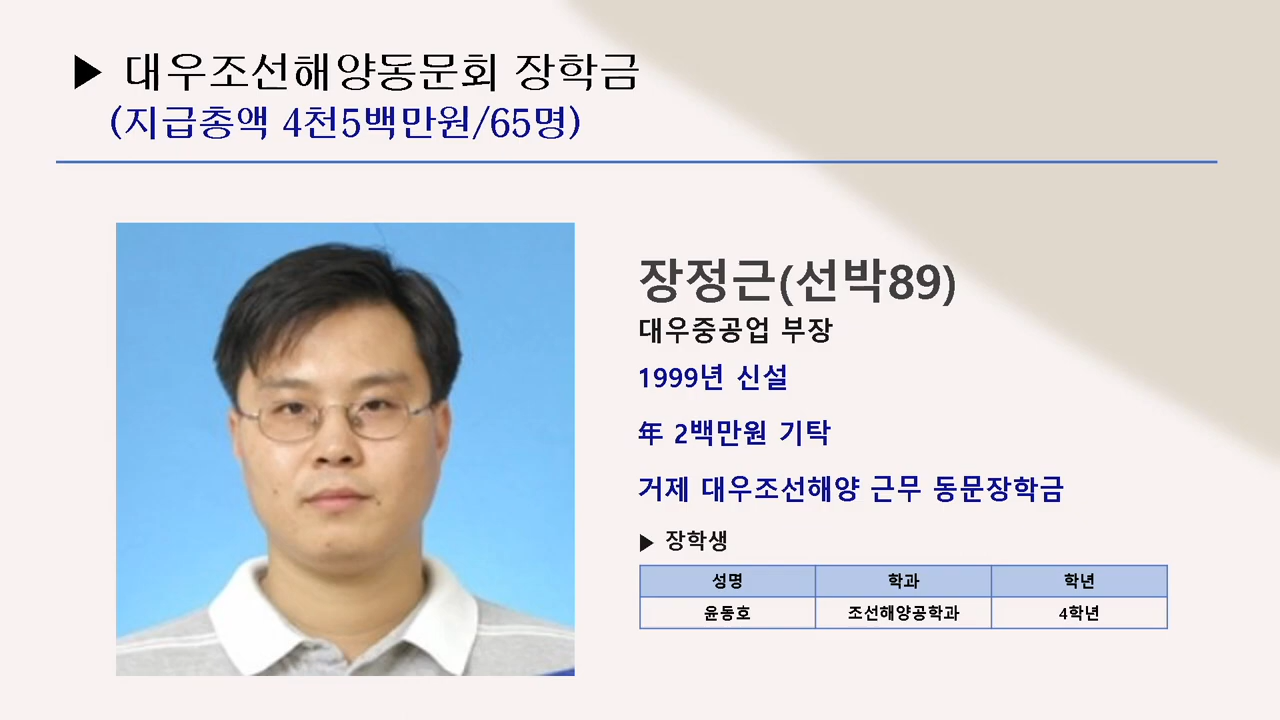 ▶ 대우조선해양동문회 장학금
(지급총액 4천5백만원/65명)
장정근(선박89)
대우중공업 부장
1999년 신설
年 2백만원 기탁
거제 대우조선해양 근무 동문장학금
▶ 장학생
성명 학과 학년
윤동호 조선해양공학과 4학년